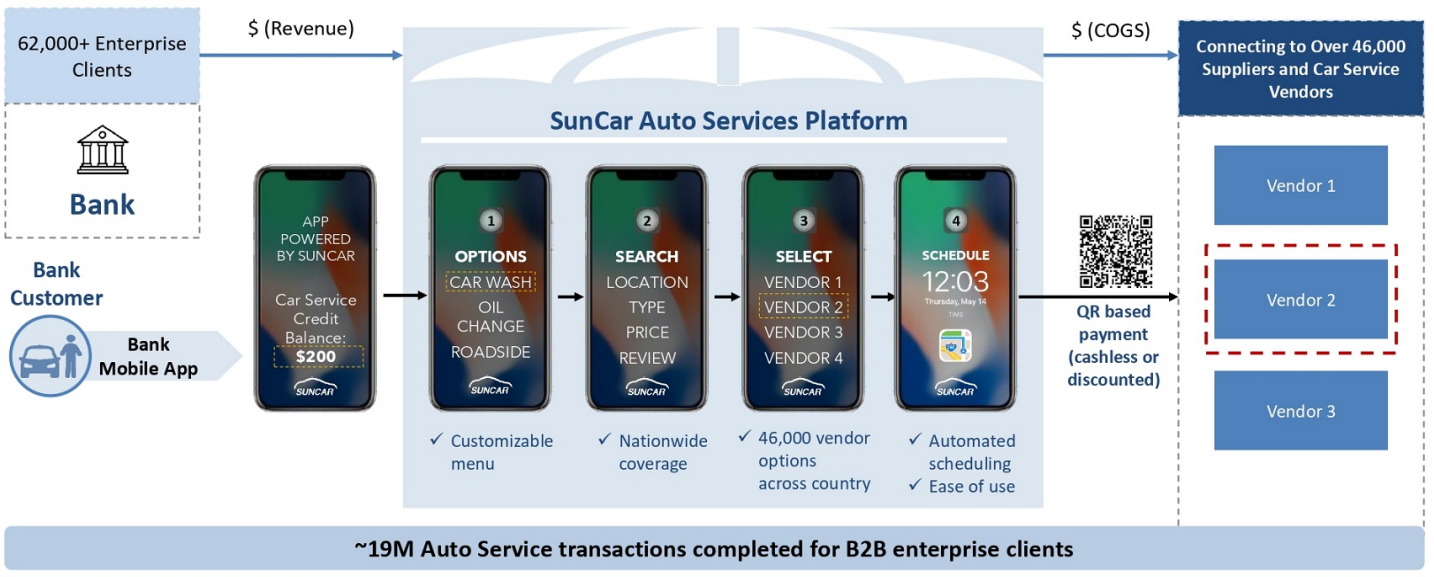 62,000+ Enterprise
Clients
$ (Revenue)
$ (COGS)
Connecting to Over 46,000
Suppliers and Car Service
Vendors
Bank
SunCar Auto Services Platform
Bank
Customer
Bank
Mobile App
APP
POWERED
BY SUNCAR
Car Service
Credit
Balance:
$200
SUNCAR
1
OPTIONS
CAR WASH
OIL
CHANGE
ROADSIDE
SUNCAR
2
SEARCH
LOCATION
TYPE
PRICE
REVIEW
SUNCAR
3
SELECT
VENDOR 1
VENDOR 2
VENDOR 3
VENDOR 4
SUNCAR
4
SCHEDULE
12:03
Thursday, May 14
TIME
SUNCAR
✓ Customizable
menu
✓ Nationwide
coverage
✓ 46,000 vendor
options
across country
✓ Automated
scheduling
✓ Ease of use
QR based
payment
(cashless or
discounted)
Vendor 1
Vendor 2
Vendor 3
~19M Auto Service transactions completed for B2B enterprise clients